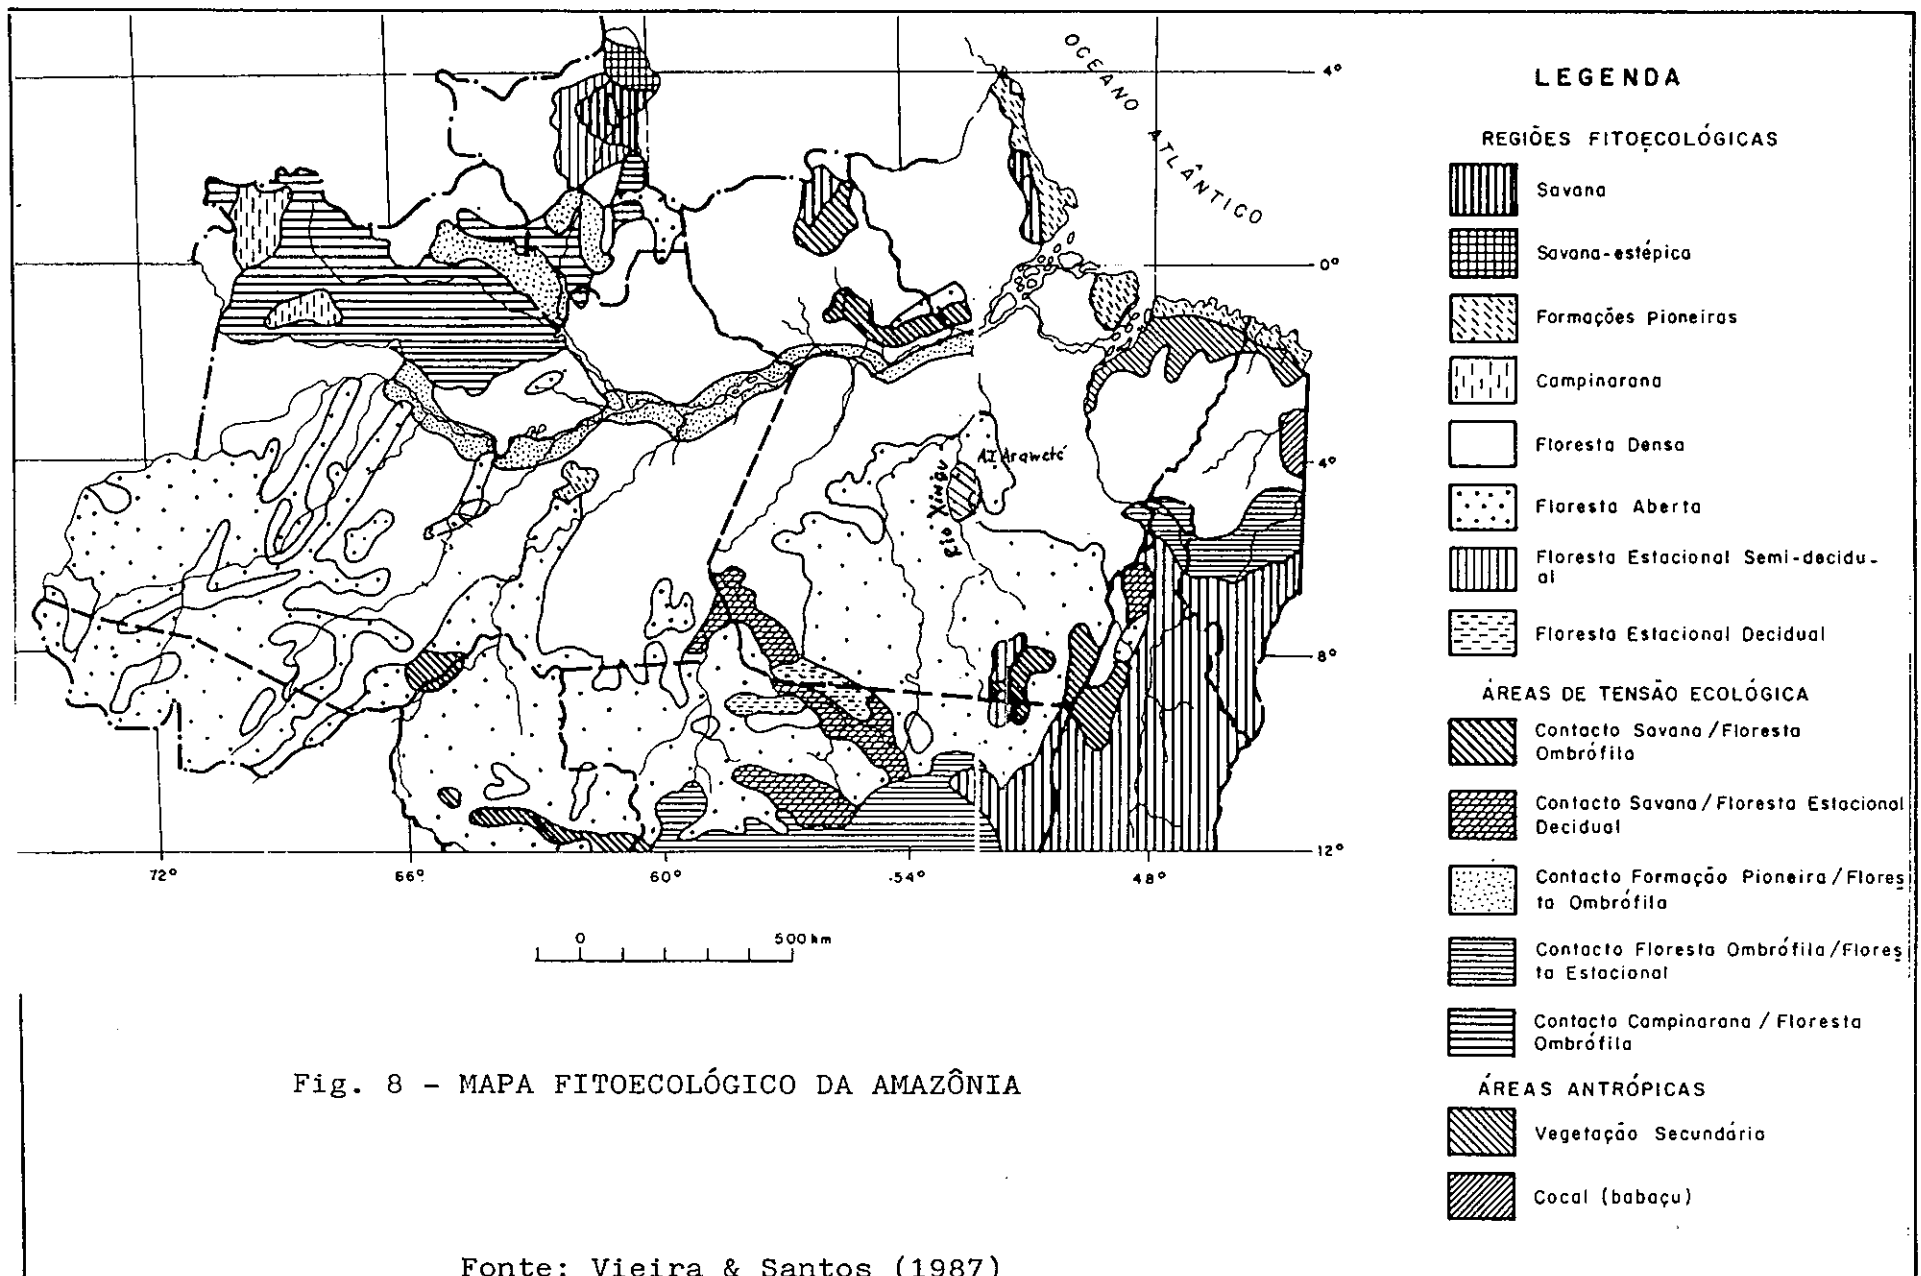 OCEANO ATLÂNTICO
4°
0°
4°
8°
12°
A.I Araweté
Rio Xingu
72°
66°
60°
54°
48°
0 500 km
LEGENDA
REGIÕES FITOECOLÓGICAS
Savana
Savana-estépica
Formações Pioneiras
Campinarana
Floresta Densa
Floresta Aberta
Floresta Estacional Semi-decidu-
al
Floresta Estacional Decidual
ÁREAS DE TENSÃO ECOLÓGICA
Contacto Savana/Floresta
Ombrófila
Contacto Savana/Floresta Estacional
Decidual
Contacto Formação Pioneira/Flores
ta Ombrófila
Contacto Floresta Ombrófila/Flores
ta Estacional
Contacto Campinarana/Floresta
Ombrófila
ÁREAS ANTRÓPICAS
Vegetação Secundária
Cocal (babaçu)
Fig. 8 - MAPA FITOECOLÓGICO DA AMAZÔNIA
Fonte: Vieira & Santos (1987)